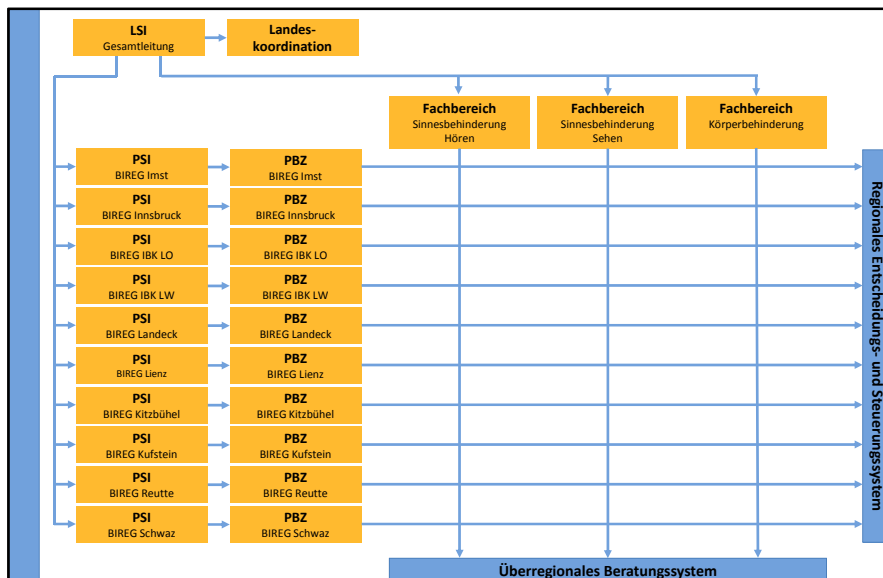 LSI
Gesamtleitung
Landes-
koordination
Fachbereich
Sinnesbehinderung
Hören
Fachbereich
Sinnesbehinderung
Sehen
Fachbereich
Körperbehinderung
PSI
BIREG Imst
PBZ
BIREG Imst
PSI
BIREG Innsbruck
PBZ
BIREG Innsbruck
PSI
BIREG IBK LO
PBZ
BIREG IBK LO
PSI
BIREG IBK LW
PBZ
BIREG IBK LW
PSI
BIREG Landeck
PBZ
BIREG Landeck
PSI
BIREG Lienz
PBZ
BIREG Lienz
PSI
BIREG Kitzbühel
PBZ
BIREG Kitzbühel
PSI
BIREG Kufstein
PBZ
BIREG Kufstein
PSI
BIREG Reutte
PBZ
BIREG Reutte
PSI
BIREG Schwaz
PBZ
BIREG Schwaz
Regionales Entscheidungs- und Steuerungssystem
Überregionales Beratungssystem